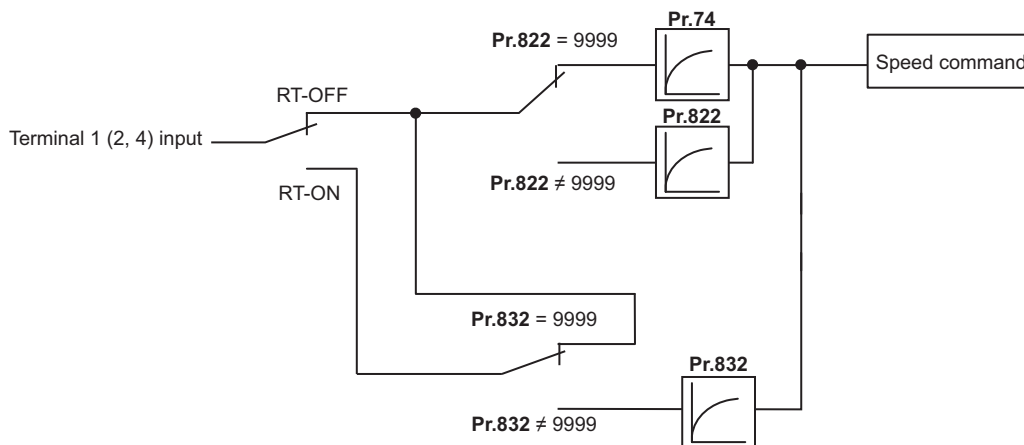 Pr.74
Pr.822 = 9999
Speed command
RT-OFF
Terminal 1 (2, 4) input
Pr.822
Pr.822 ≠ 9999
RT-ON
Pr.832 = 9999
Pr.832
Pr.832 ≠ 9999